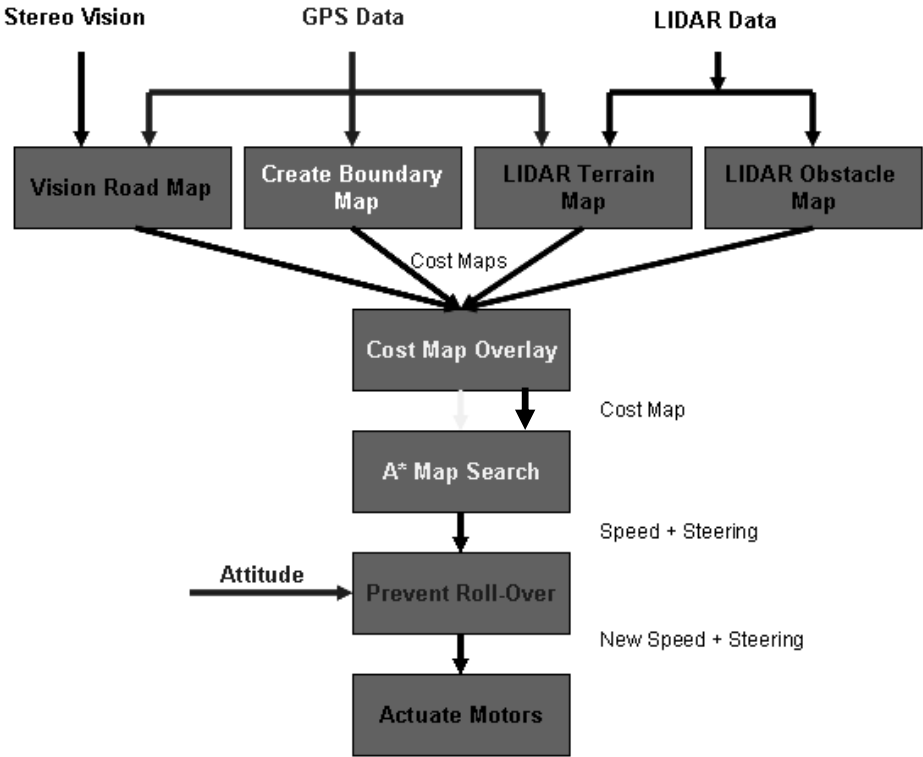 Stereo Vision
GPS Data
LIDAR Data
Vision Road Map
Create Boundary
Map
LIDAR Terrain
Map
LIDAR Obstacle
Map
Cost Maps
Cost Map Overlay
Cost Map
A* Map Search
Speed + Steering
Attitude
Prevent Roll-Over
New Speed + Steering
Actuate Motors